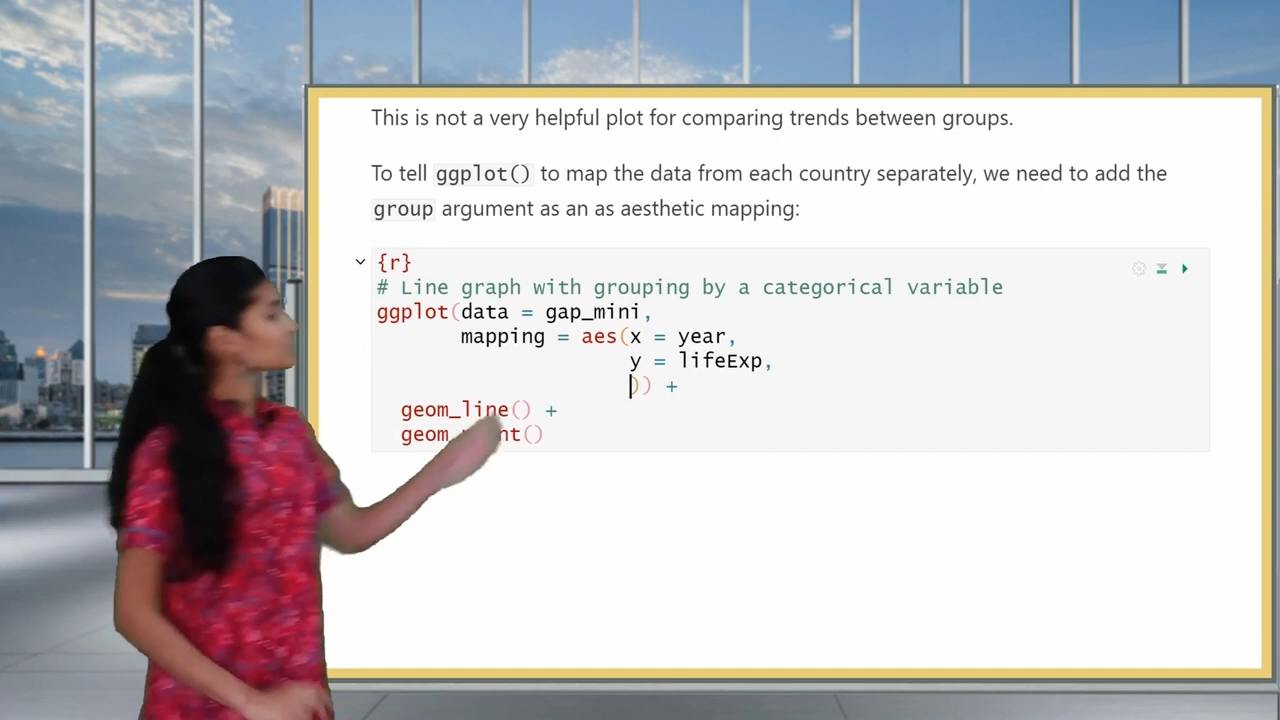 This is not a very helpful plot for comparing trends between groups.
To tell ggplot() to map the data from each country separately, we need to add the
group argument as an as aesthetic mapping:
{r}
# Line graph with grouping by a categorical variable
ggplot(data = gap_mini,
mapping = aes(x = year,
y = lifeExp,
)) +
geom_line() +